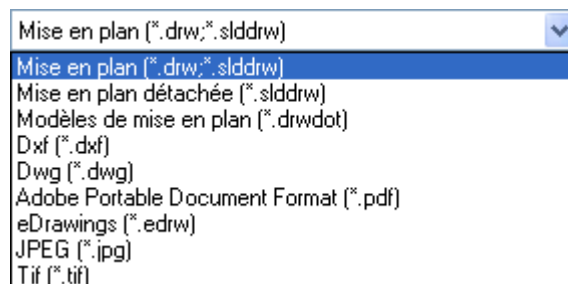 Mise en plan (*.drw;*.slddrw)
Mise en plan (*.drw;*.slddrw)
Mise en plan détachée (*.slddrw)
Modèles de mise en plan (*.drwdot)
Dxf (*.dxf)
Dwg (*.dwg)
Adobe Portable Document Format (*.pdf)
eDrawings (*.edrw)
JPEG (*.jpg)
Tif (*.tif)